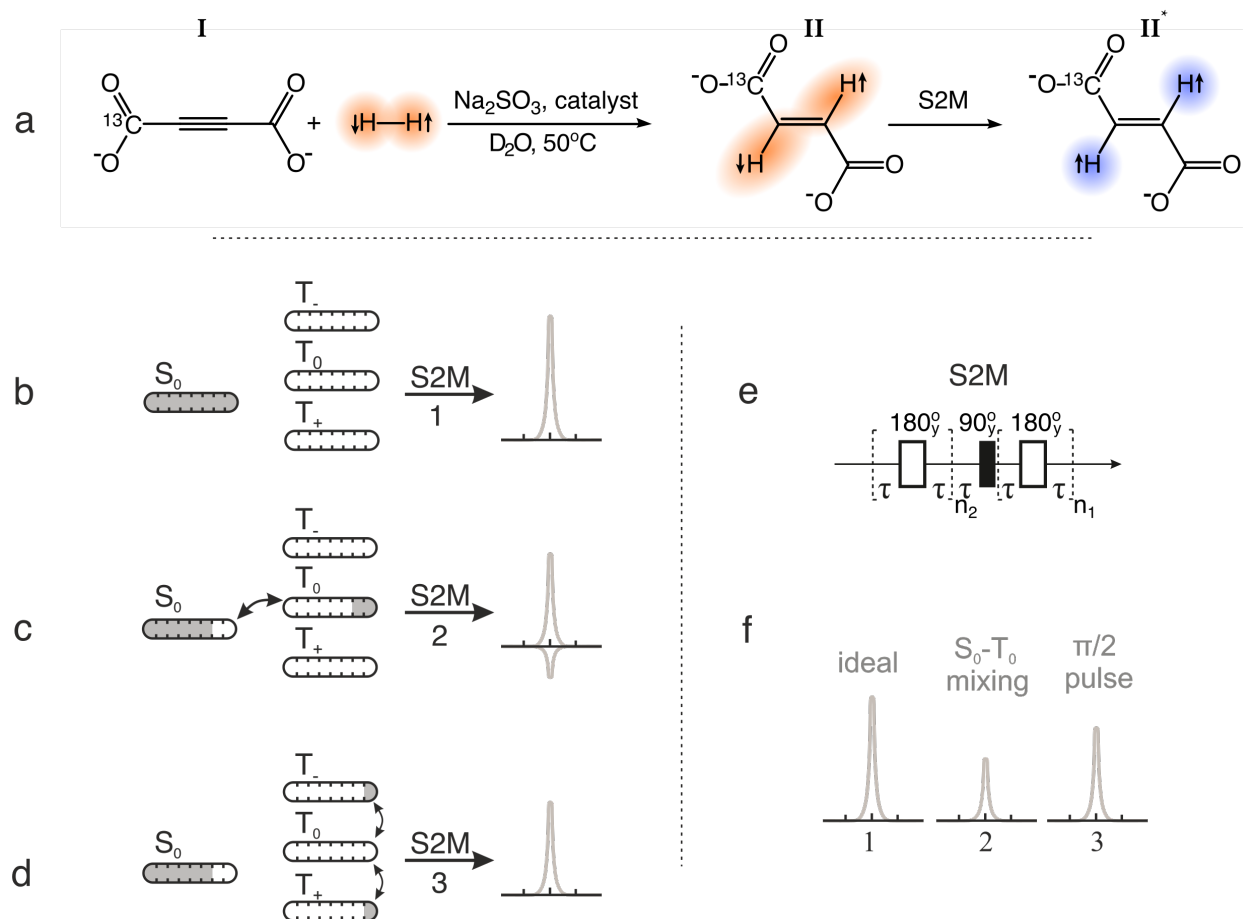 I II II*
a
O
¹³C
⁻O
+
↓H—H↑
O
O⁻
Na₂SO₃, catalyst
D₂O, 50°C
O
⁻O-¹³C
H↑
↓H
O
⁻O
S2M
O
⁻O-¹³C
H↑
↑H
O
⁻O
b
S₀
T₋
T₀
T₊
S2M
1
c
S₀
T₋
T₀
T₊
S2M
2
d
S₀
T₋
T₀
T₊
S2M
3
e
S2M
180°y 90°y 180°y
τ τ τ τ τ
n₂ n₁
f
ideal
S₀-T₀
mixing
π/2
pulse
1 2 3